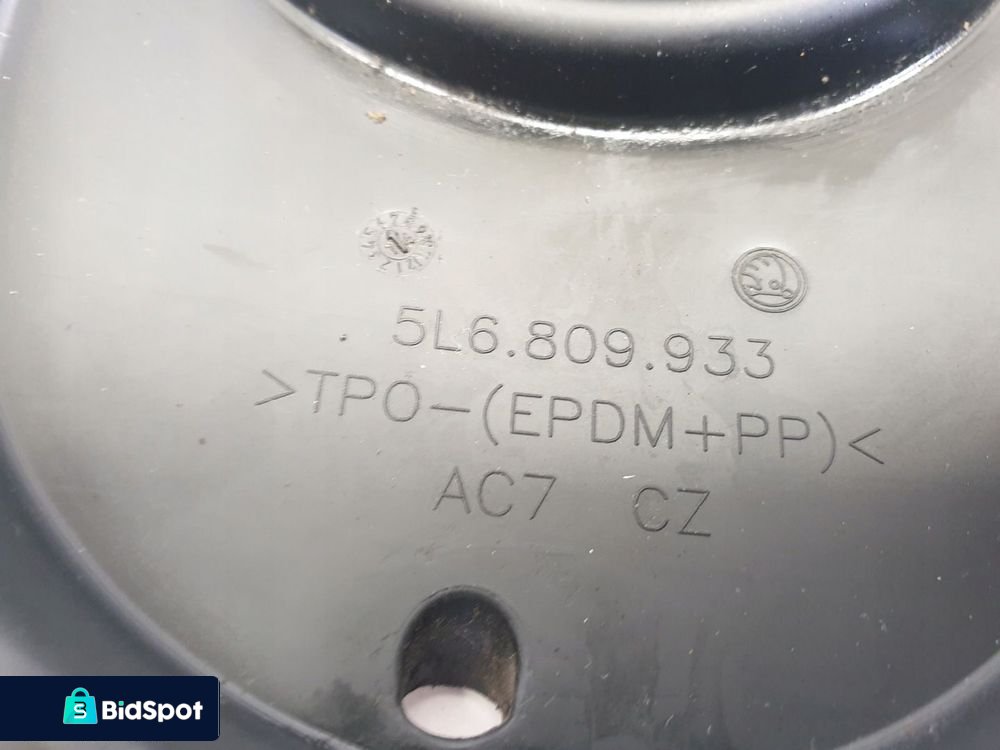 5L6.809.933
>TPO-(EPDM+PP)<
AC7 CZ
BidSpot